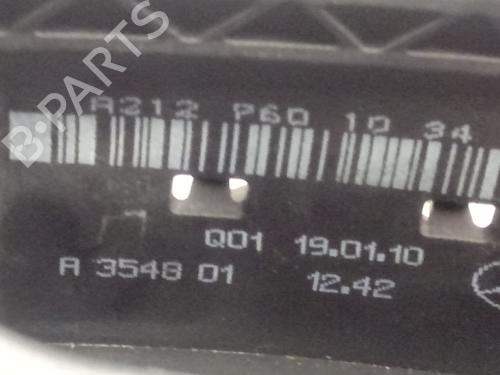 B-PARTS
A212 P60 10 34
Q01 19.01.10
A 3548 01 12.42